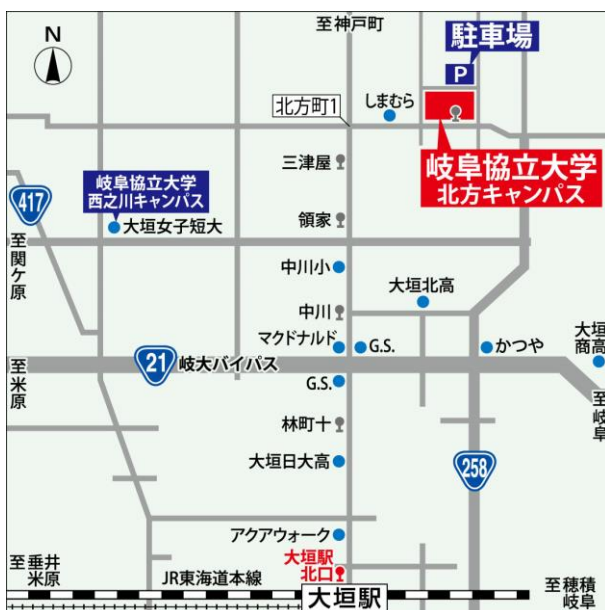 至神戸町
N
駐車場
P
しまむら
北方町1
岐阜協立大学
北方キャンパス
三津屋
岐阜協立大学
西之川キャンパス
417
領家
大垣女子短大
至関ケ原
中川小
大垣北高
中川
マクドナルド
G.S.
かつや
大垣
商高
21
岐大バイパス
至米原
G.S.
至岐阜
林町十
大垣日大高
258
アクアウォーク
大垣駅
北口
至垂井
米原
JR東海道本線
大垣駅
至穂積
岐阜